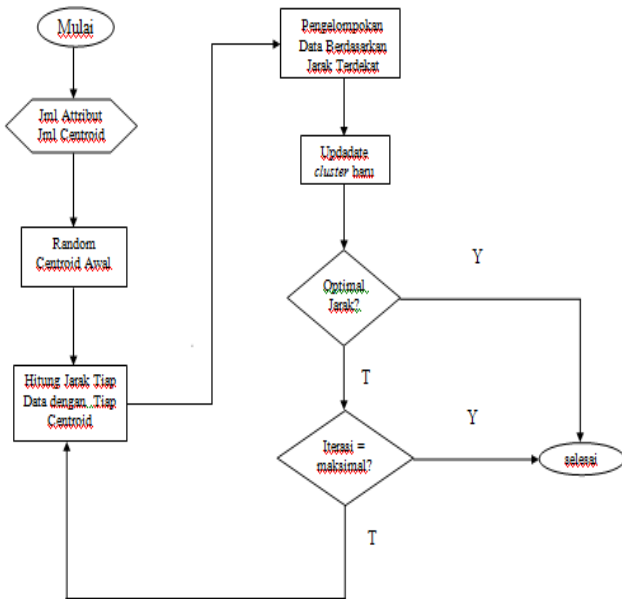 Mulai
Jml Attribut
Jml Centroid
Random
Centroid Awal
Hitung Jarak Tiap
Data dengan Tiap
Centroid
Pengelompokan
Data Berdasarkan
Jarak Terdekat
Updadate
cluster baru
Optimal
Jarak?
Y
T
Iterasi =
maksimal?
Y
selesai
T